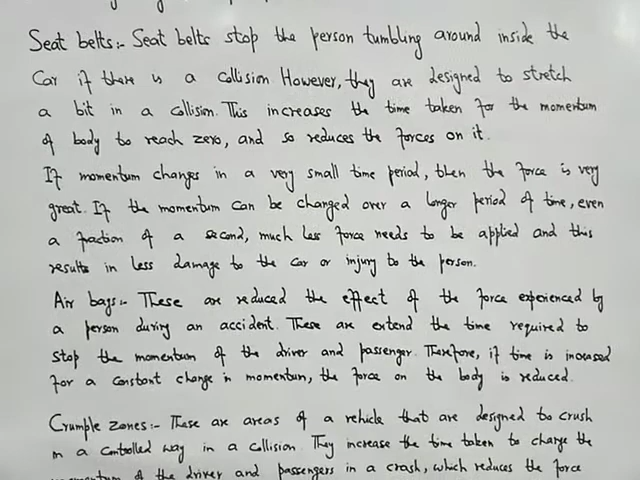 Seat belts:- Seat belts stop the person tumbling around inside the
Car if there is a collision However, they are designed to stretch
a bit in a collision. This increases the time taken for the momentum
of body to reach zero, and so reduces the forces on it.
If momentum changes in a very small time period, then the force is very
great. If the momentum can be changed over a longer period of time, even
a fraction of a second, much less force needs to be applied and this
results in less damage to the car or injury to the person.
Air bags:- These are reduced the effect of the force experienced by
a person during an accident. These are extend the time required to
stop the momentum of the driver and passenger. Therefore, if time is increased
for a constant change in momentum, the force on the body is reduced.
Crumple zones:- These are areas of a vehicle that are designed to crush
in a controlled way in a collision. They increase the time taken to change the
momentum of the driver and passengers in a crash, which reduces the force